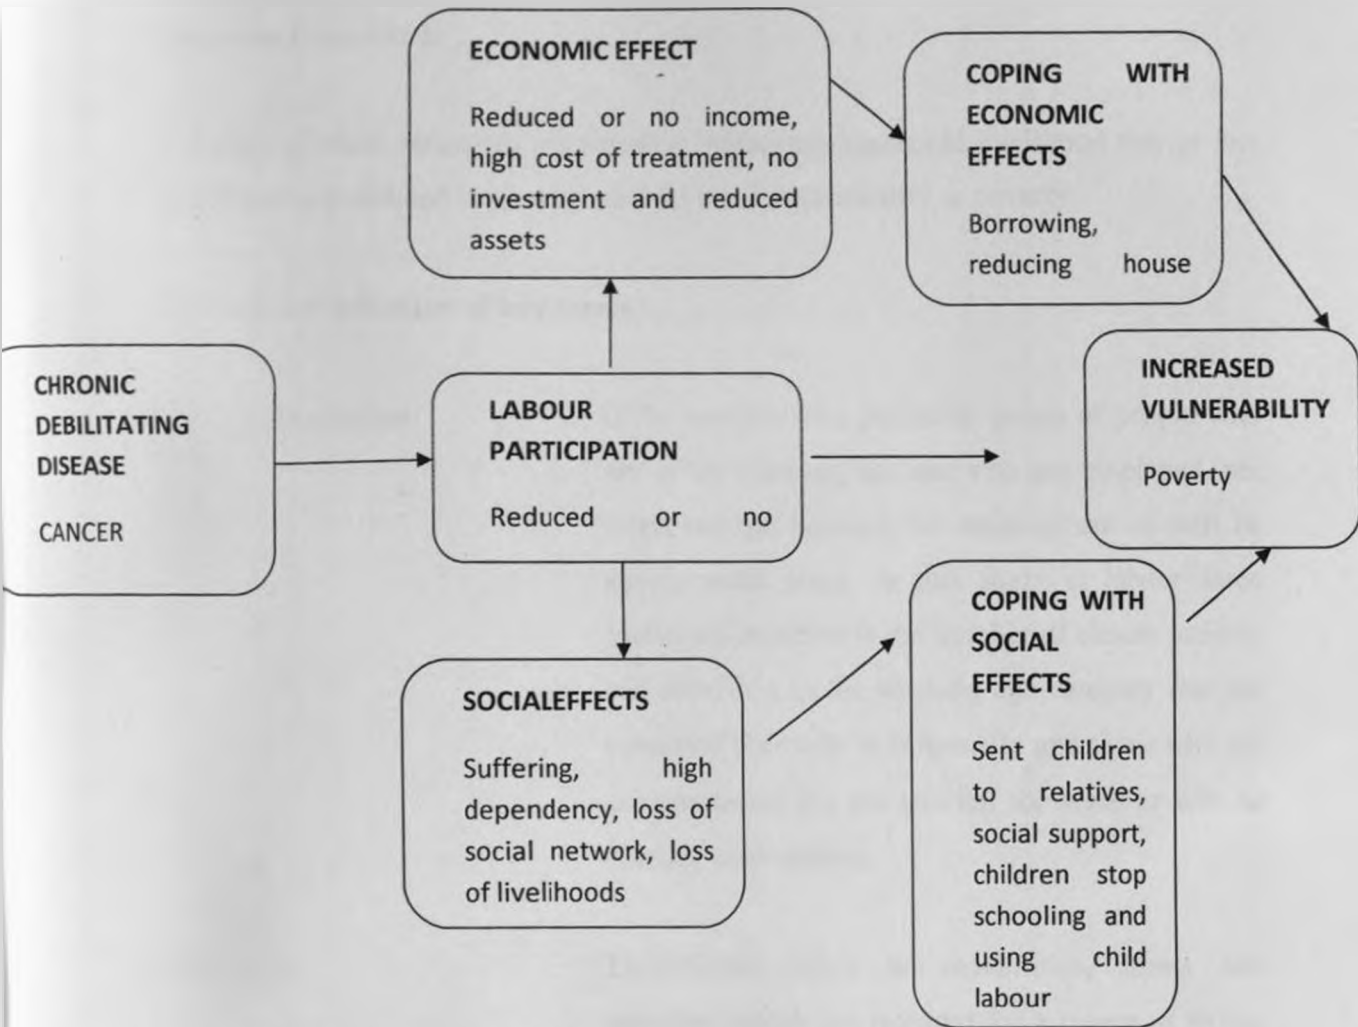 ECONOMIC EFFECT
Reduced or no income,
high cost of treatment, no
investment and reduced
assets
COPING WITH
ECONOMIC
EFFECTS
Borrowing,
reducing house
CHRONIC
DEBILITATING
DISEASE
CANCER
LABOUR
PARTICIPATION
Reduced or no
INCREASED
VULNERABILITY
Poverty
SOCIALEFFECTS
Suffering, high
dependency, loss of
social network, loss
of livelihoods
COPING WITH
SOCIAL
EFFECTS
Sent children
to relatives,
social support,
children stop
schooling and
using child
labour